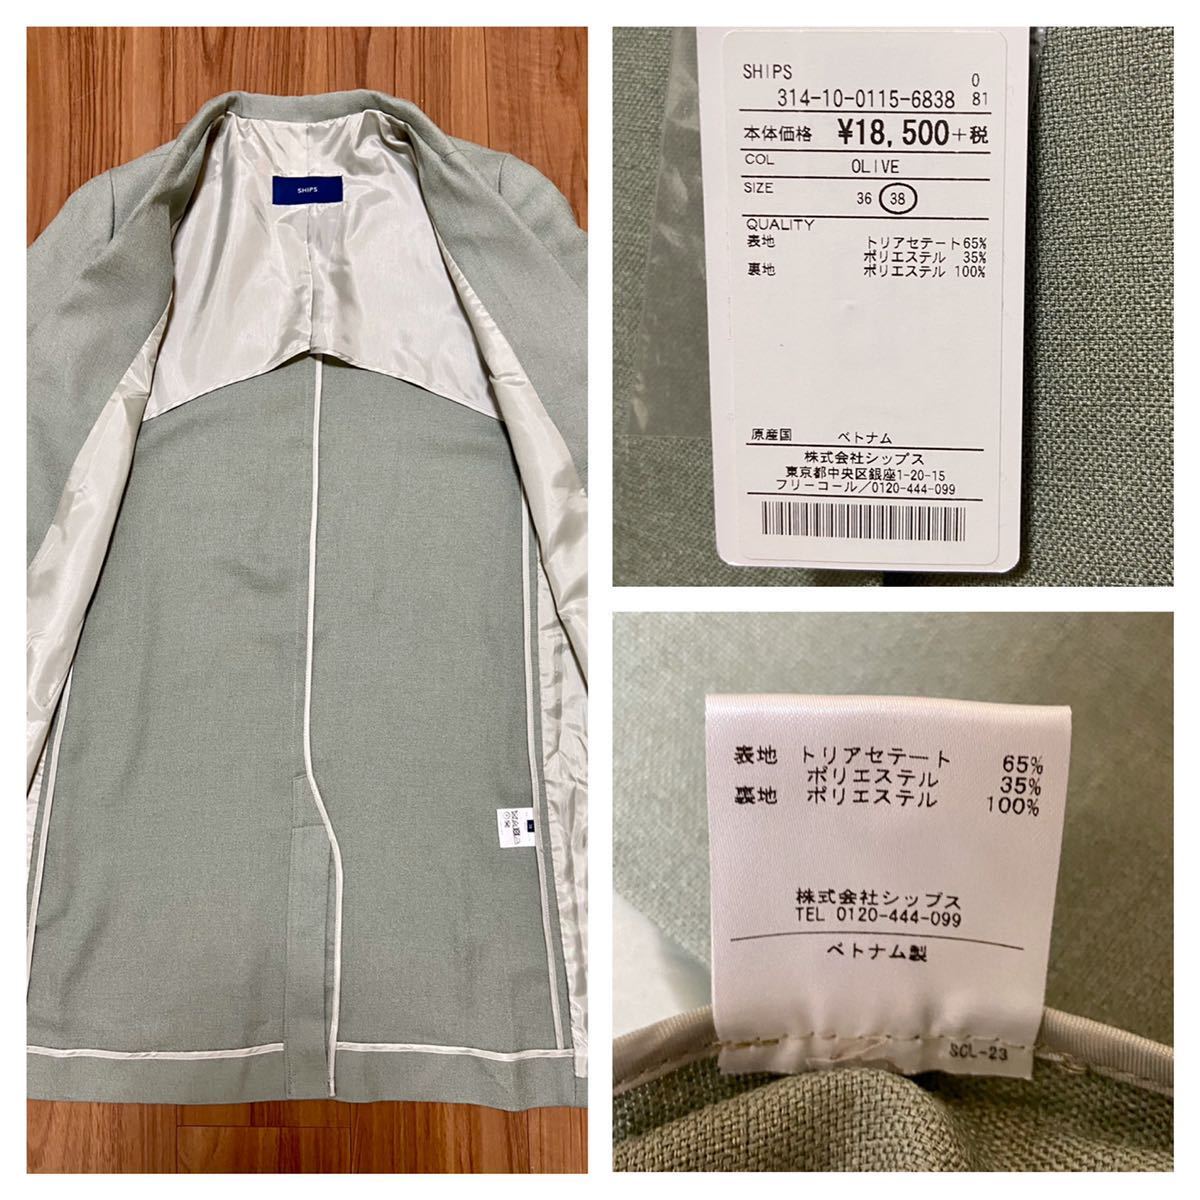 SHIPS
SHIPS
0
314-10-0115-6838 81
本体価格 ¥18,500+税
COL OLIVE
SIZE 36 38
QUALITY
表地 トリアセテート65%
ポリエステル 35%
裏地 ポリエステル 100%
原産国 ベトナム
株式会社シップス
東京都中央区銀座1-20-15
フリーコール/0120-444-099
表地 トリアセテート 65%
ポリエステル 35%
裏地 ポリエステル 100%
株式会社シップス
TEL 0120-444-099
ベトナム製
SCL-23